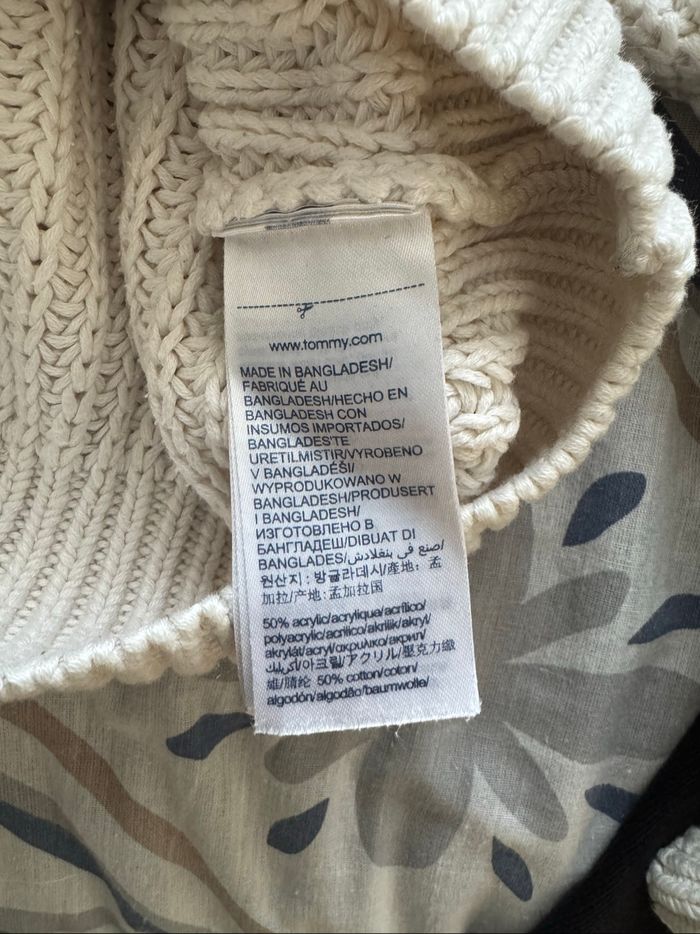 www.tommy.com
MADE IN BANGLADESH/
FABRIQUÉ AU
BANGLADESH/HECHO EN
BANGLADESH CON
INSUMOS IMPORTADOS/
BANGLADES'TE
URETILMISTIR/VYROBENO
V BANGLADÉŠI/
WYPRODUKOWANO W
BANGLADESH/PRODUSERT
I BANGLADESH/
ИЗГОТОВЛЕНО В
БАНГЛАДЕШ/DIBUAT DI
BANGLADES/صنع في بنغلادش/
원산지 : 방글라데시/產地：孟
加拉/产地: 孟加拉国
50% acrylic/acrylique/acrílico/
polyacrylic/acrilico/akrilik/akryl/
akrylát/acryl/ακρυλικο/акрил/
أكريليك/아크릴/アクリル/壓克力纖
維/腈纶 50% cotton/coton/
algodón/algodão/baumwolle/